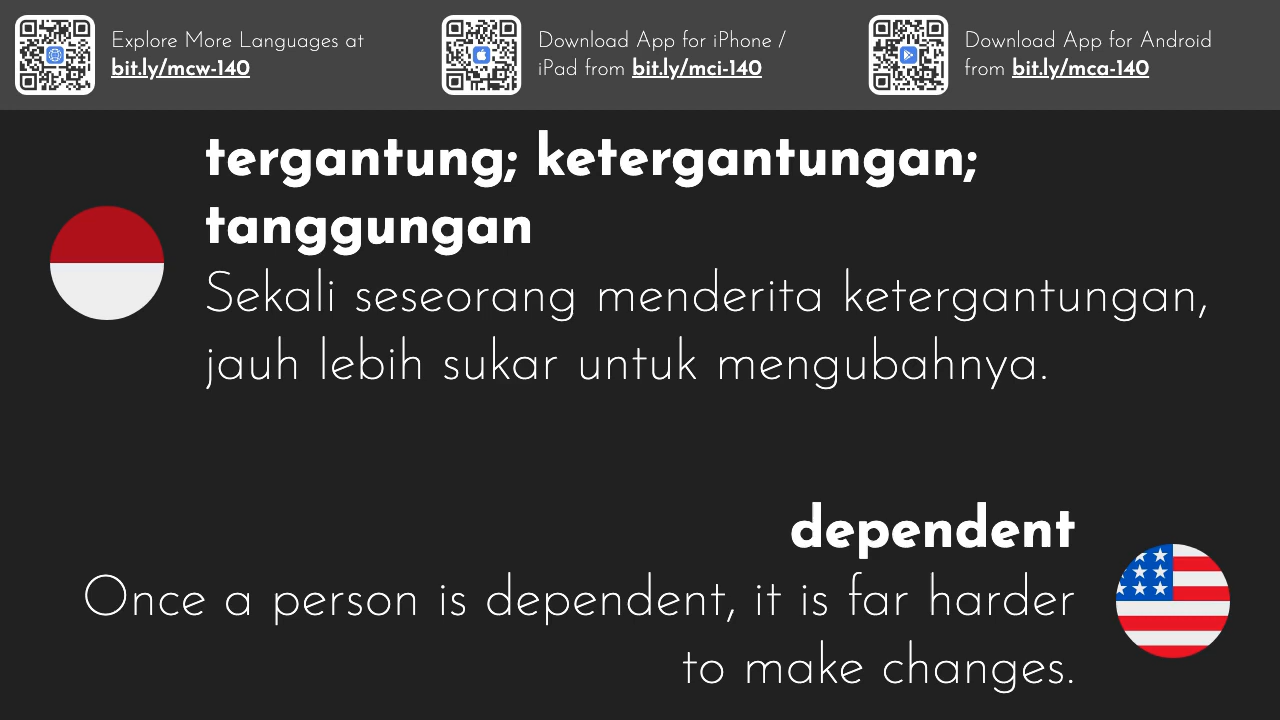 Explore More Languages at
bit.ly/mcw-140
Download App for iPhone /
iPad from bit.ly/mci-140
Download App for Android
from bit.ly/mca-140
tergantung; ketergantungan;
tanggungan
Sekali seseorang menderita ketergantungan,
jauh lebih sukar untuk mengubahnya.
dependent
Once a person is dependent, it is far harder
to make changes.